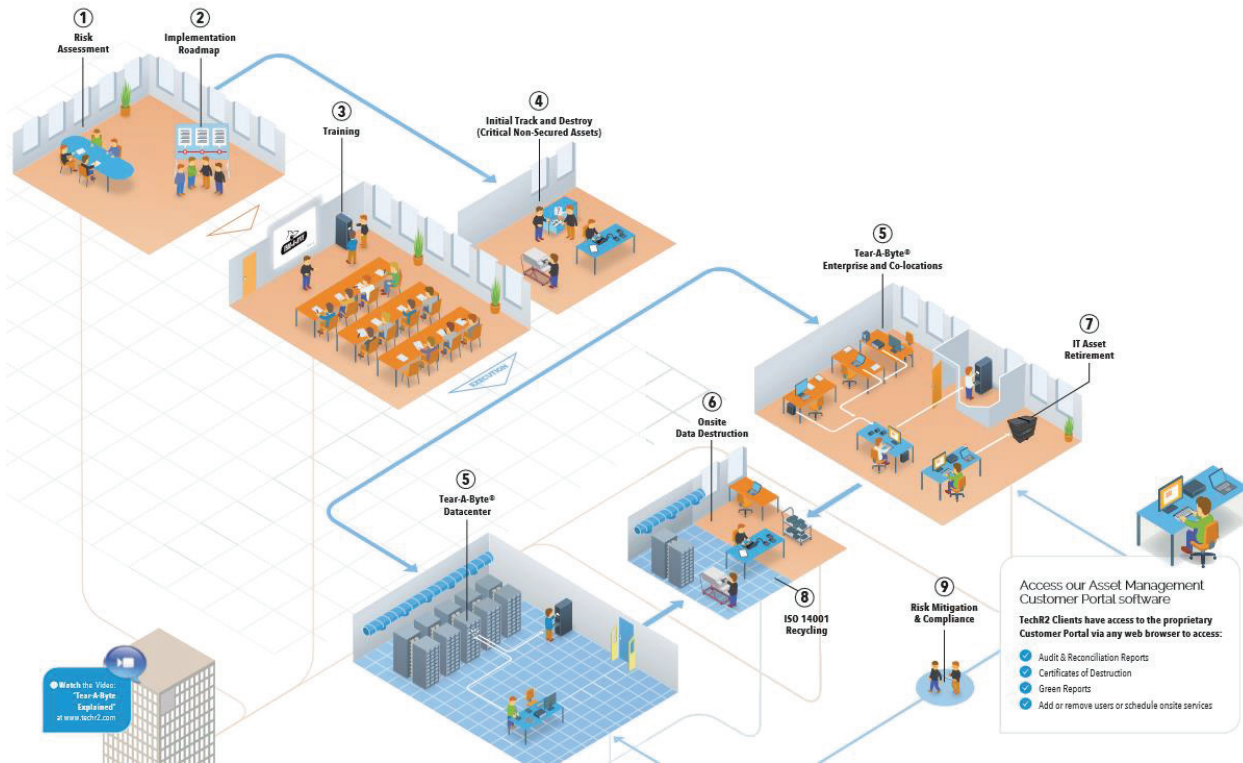 1
Risk
Assessment
2
Implementation
Roadmap
3
Training
4
Initial Track and Destroy
(Critical Non-Secured Assets)
TEAR-A-BYTE
EXECUTION
5
Tear-A-Byte®
Enterprise and Co-locations
7
IT Asset
Retirement
6
Onsite
Data Destruction
5
Tear-A-Byte®
Datacenter
8
ISO 14001
Recycling
9
Risk Mitigation
& Compliance
Watch the Video:
"Tear-A-Byte
Explained"
at www.techr2.com
Access our Asset Management
Customer Portal software
TechR2 Clients have access to the proprietary
Customer Portal via any web browser to access:
Audit & Reconciliation Reports
Certificates of Destruction
Green Reports
Add or remove users or schedule onsite services